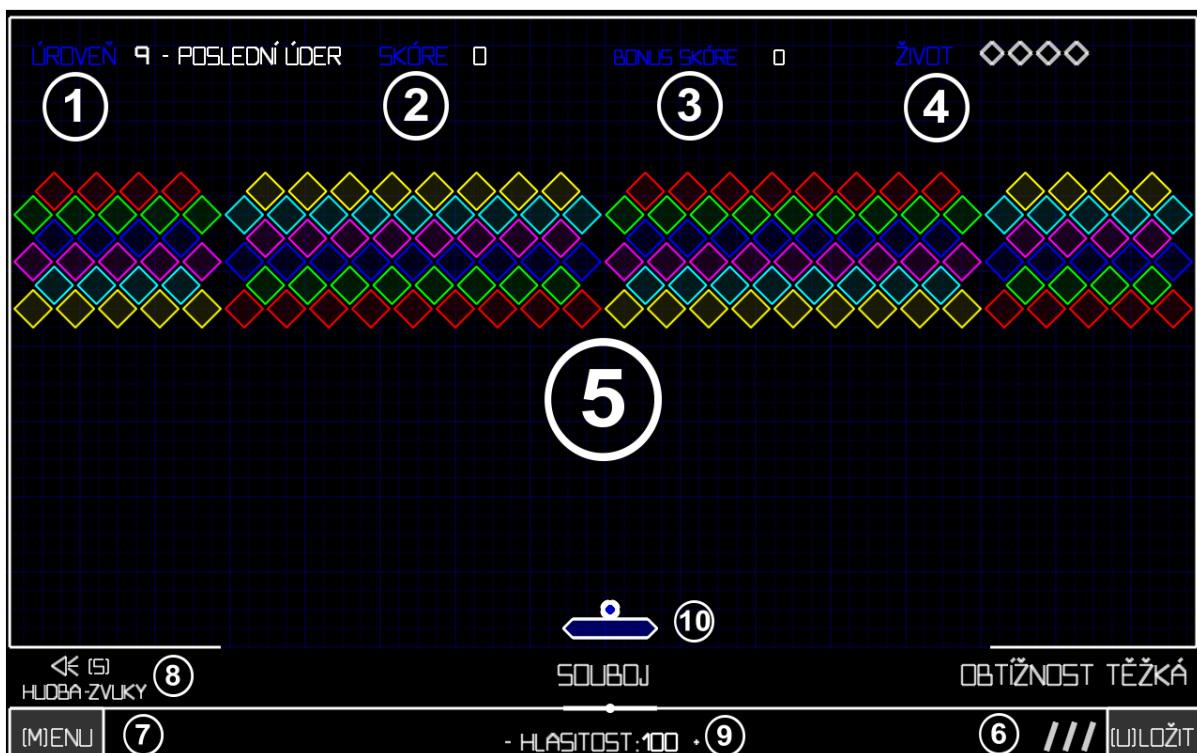 ÚROVEŇ 9 - POSLEDNÍ ÚDER SKÓRE 0 BONUS SKÓRE 0 ŽIVOT
1 2 3 4
5
10
(S) SOUBOJ OBTÍŽNOST TĚŽKÁ
HUDBA-ZVUKY 8
(M)ENU 7 - HLASITOST:100 + 9 6 (U)LOŽIT